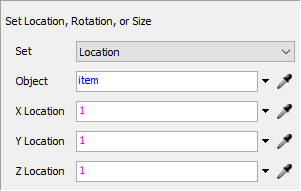 Set Location, Rotation, or Size
Set Location
Object item
X Location 1
Y Location 1
Z Location 1